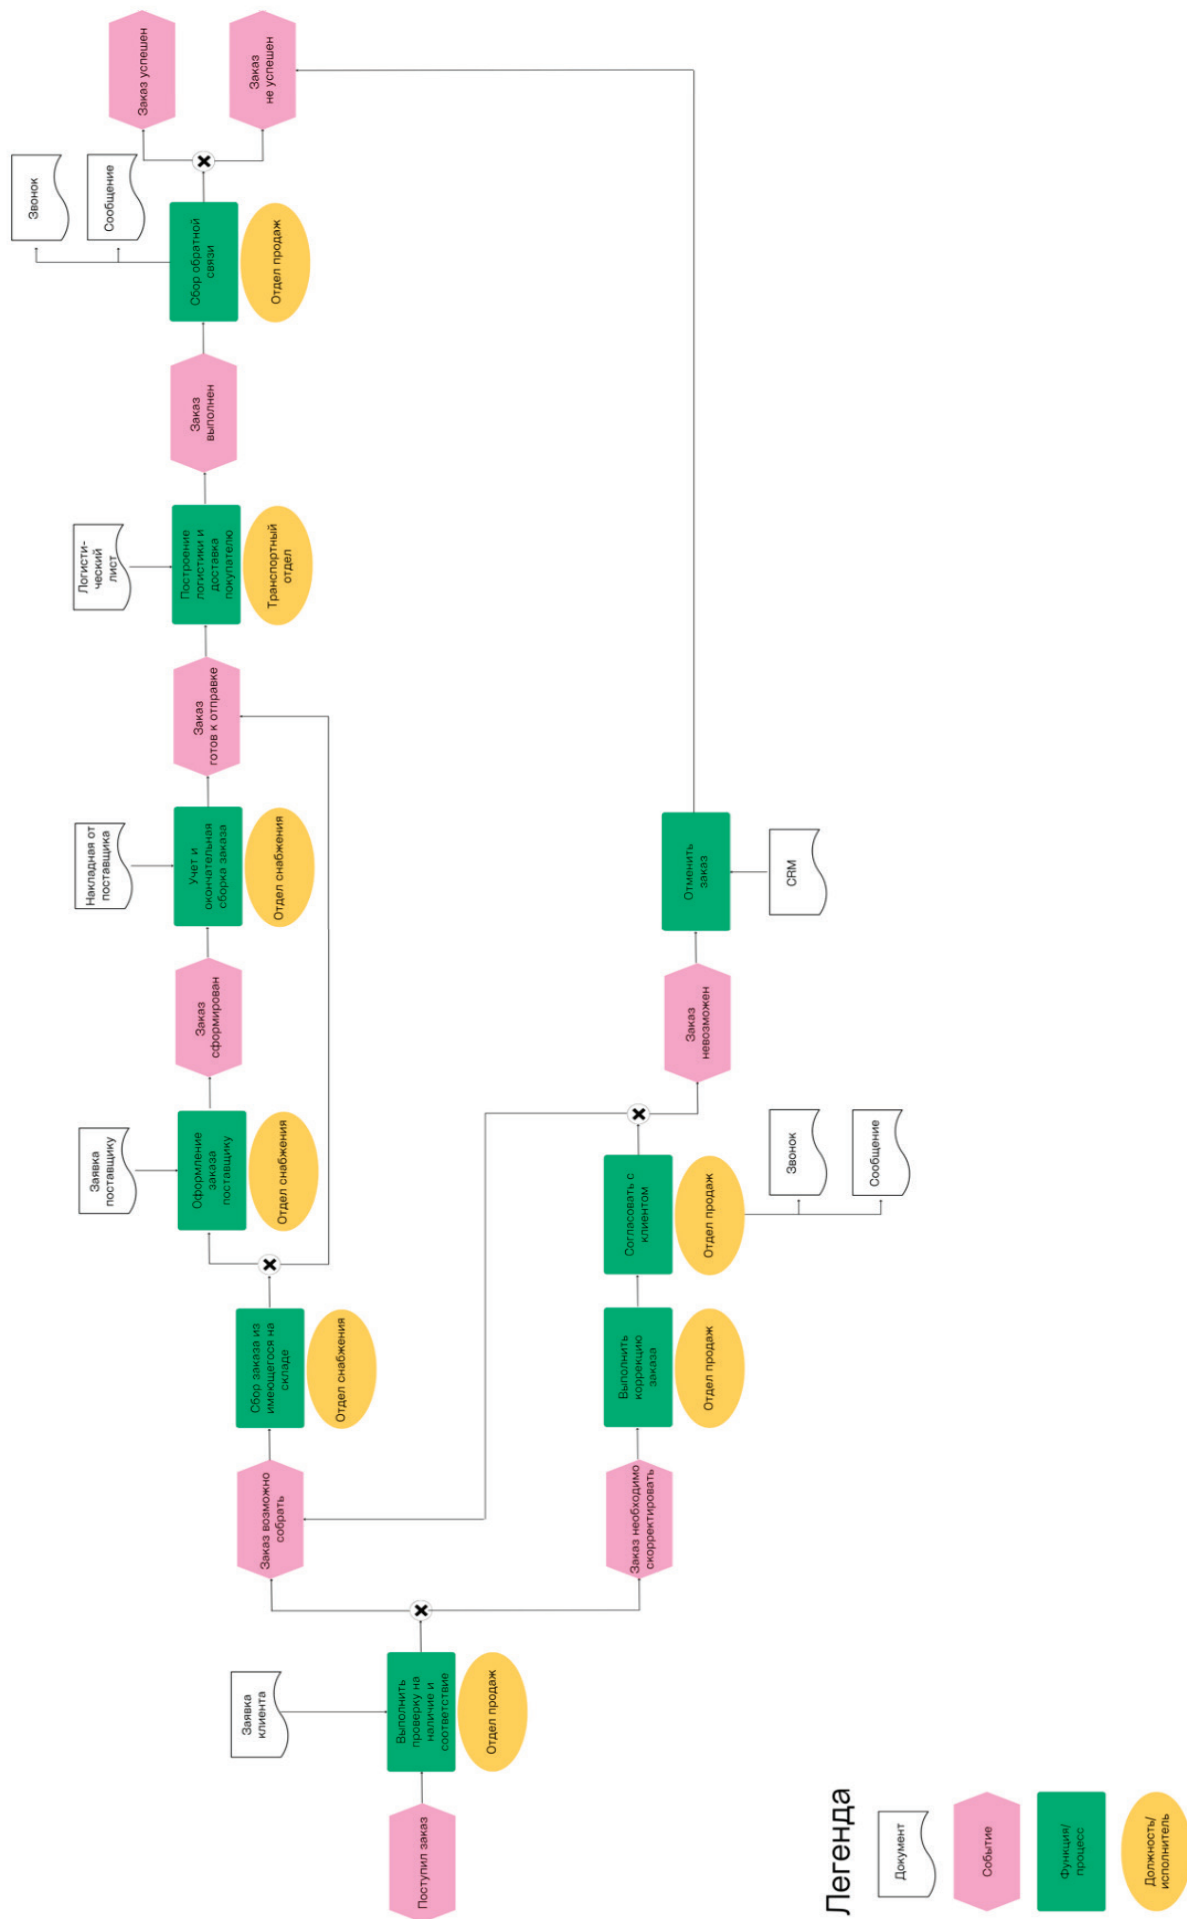 Поступил заказ
Заявка
клиента
Выполнить
проверку на
наличие и
соответствие
Отдел продаж
Заказ возможно
собрать
Сбор заказа из
имеющегося на
складе
Отдел снабжения
Заявка
поставщику
Оформление
заказа
поставщику
Отдел снабжения
Заказ
сформирован
Накладная от
поставщика
Учет и
окончательная
сборка заказа
Отдел снабжения
Заказ
готов к отправке
Логисти-
ческий
лист
Построение
логистики и
доставка
покупателю
Транспортный
отдел
Заказ
выполнен
Звонок
Сообщение
Сбор обратной
связи
Отдел продаж
Заказ успешен
Заказ
не успешен
Заказ необходимо
скорректировать
Выполнить
коррекцию
заказа
Отдел продаж
Согласовать с
клиентом
Отдел продаж
Звонок
Сообщение
Заказ
невозможен
Отменить
заказ
CRM
Легенда
Документ
Событие
Функция/
процесс
Должность/
исполнитель